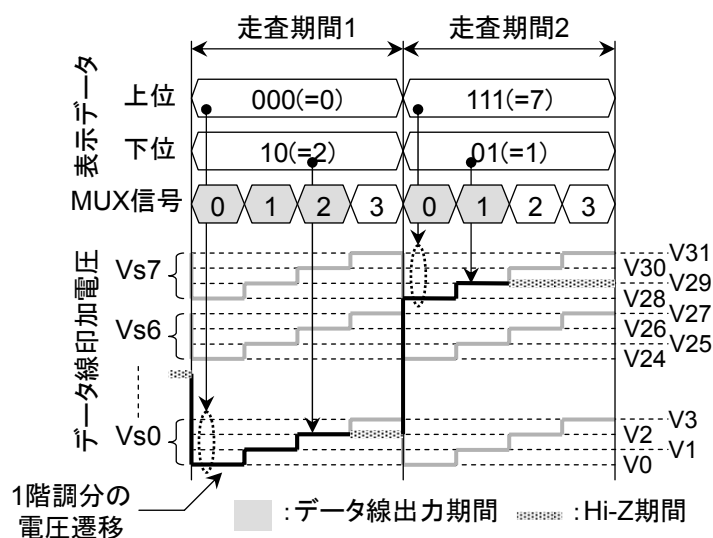 走査期間1 走査期間2
表示データ
上位 000(=0) 111(=7)
下位 10(=2) 01(=1)
MUX信号 0 1 2 3 0 1 2 3
データ線印加電圧
Vs7
Vs6
Vs0
V31
V30
V29
V28
V27
V26
V25
V24
V3
V2
V1
V0
1階調分の
電圧遷移
:データ線出力期間 :Hi-Z期間